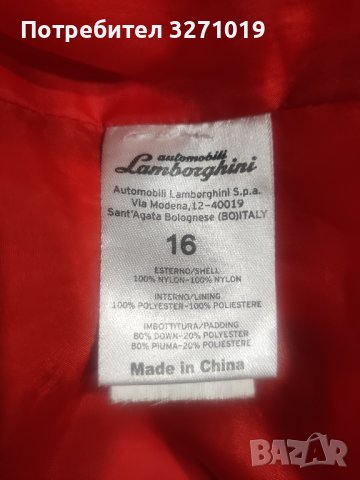 Потребител 3271019
automobili
Lamborghini
Automobili Lamborghini S.p.a.
Via Modena,12-40019
Sant'Agata Bolognese (BO)ITALY
16
ESTERNO/SHELL
100% NYLON-100% NYLON
INTERNO/LINING
100% POLYESTER-100% POLIESTERE
IMBOTTITURA/PADDING
80% DOWN-20% POLYESTER
80% PIUMA-20% POLIESTERE
Made in China
BAZAR